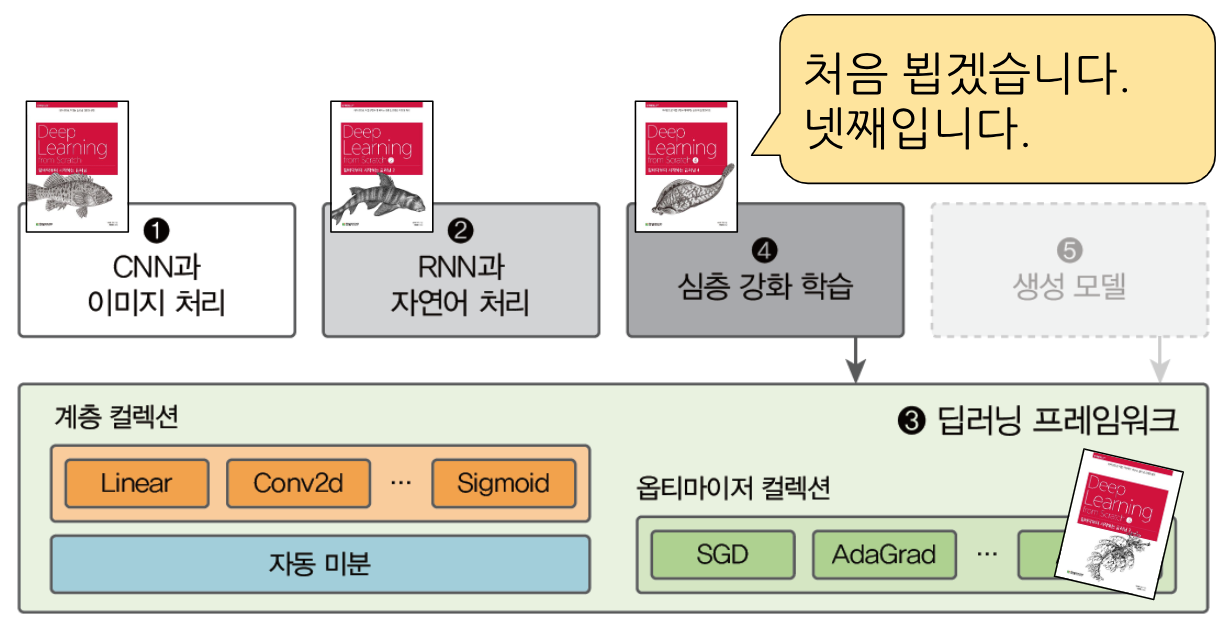 처음 뵙겠습니다.
넷째입니다.
Deep
Learning
from Scratch
Deep
Learning
from Scratch ❷
Deep
Learning
from Scratch ❹
❶
CNN과
이미지 처리
❷
RNN과
자연어 처리
❹
심층 강화 학습
❺
생성 모델
계층 컬렉션
❸ 딥러닝 프레임워크
Linear
Conv2d
...
Sigmoid
옵티마이저 컬렉션
자동 미분
SGD
AdaGrad
...
Deep
Learning
from Scratch